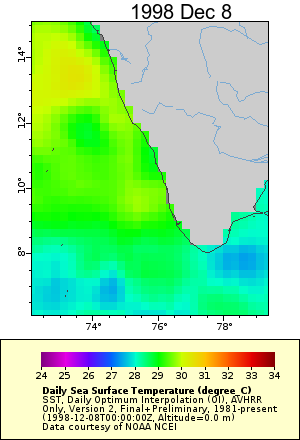 1998 Dec 8
14°
12°
10°
8°
74° 76° 78°
24 25 26 27 28 29 30 31 32 33 34
Daily Sea Surface Temperature (degree_C)
SST, Daily Optimum Interpolation (OI), AVHRR
Only, Version 2, Final+Preliminary, 1981-present
(1998-12-08T00:00:00Z, Altitude=0.0 m)
Data courtesy of NOAA NCEI